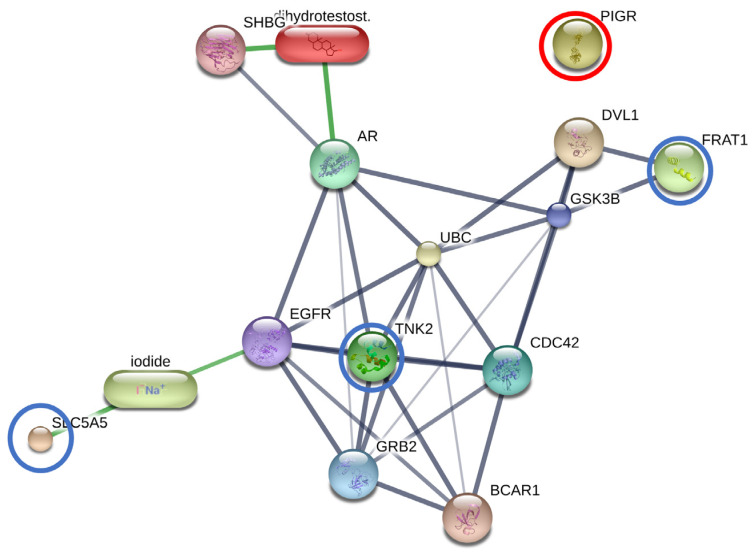 PIGR
SHBG
dihydrotestost.
DVL1
AR
FRAT1
GSK3B
UBC
EGFR
TNK2
CDC42
iodide
I⁻Na⁺
SLC5A5
GRB2
BCAR1